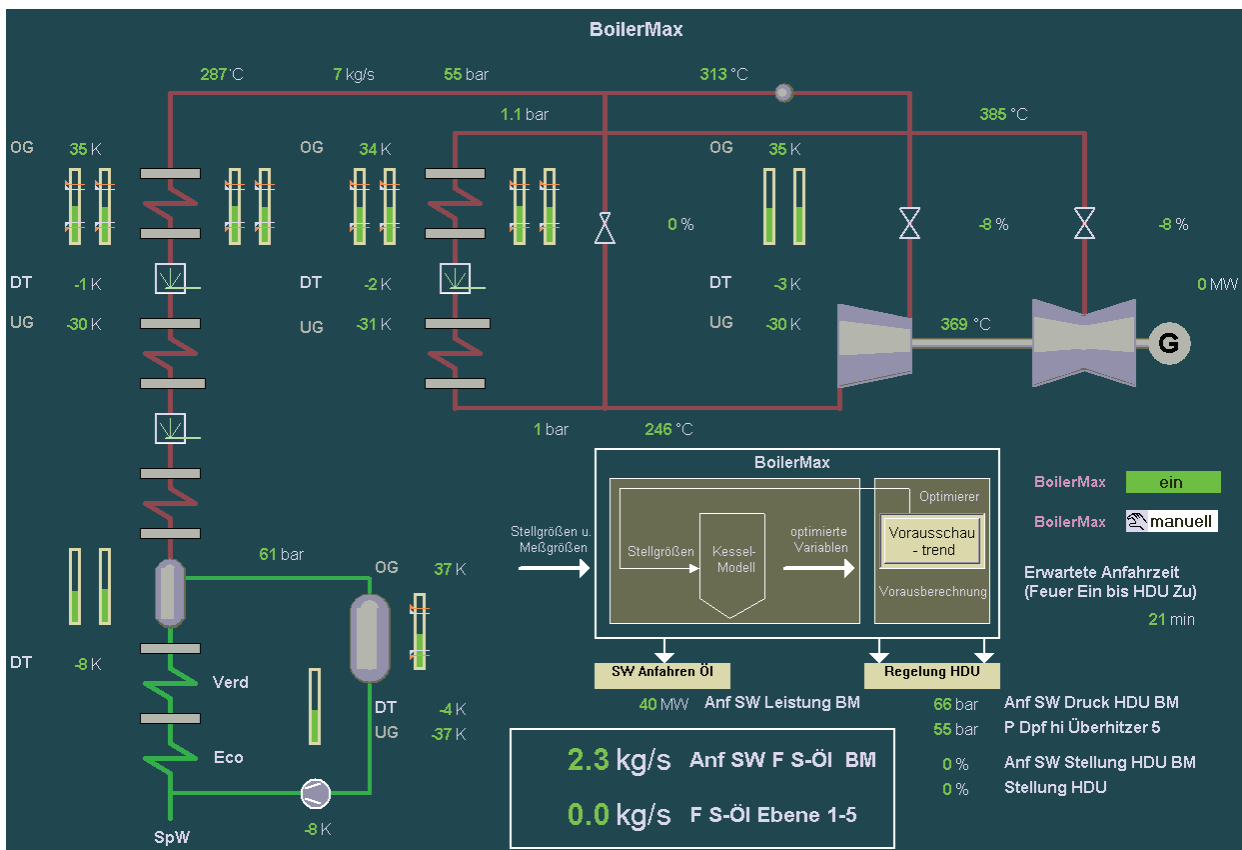 BoilerMax
287°C 7 kg/s 55 bar 313 °C
1.1 bar 385 °C
OG 35 K OG 34 K OG 35 K
0 % -8 % -8 %
DT -1 K DT -2 K DT -3 K 0 MW
UG -30 K UG -31 K UG -30 K 369 °C
G
1 bar 246 °C
BoilerMax
BoilerMax ein
Optimierer
BoilerMax manuell
Stellgrößen u.
Meßgrößen
Stellgrößen
Kessel-
Modell
optimierte
Variablen
Vorausschau
- trend
Vorausberechnung
61 bar
OG 37 K
Erwartete Anfahrzeit
(Feuer Ein bis HDU Zu)
21 min
DT -8 K
SW Anfahren Öl Regelung HDU
Verd
DT -4 K
UG -37 K
40 MW Anf SW Leistung BM
66 bar Anf SW Druck HDU BM
55 bar P Dpf hi Überhitzer 5
Eco
2.3 kg/s Anf SW F S-Öl BM
0 % Anf SW Stellung HDU BM
0 % Stellung HDU
0.0 kg/s F S-Öl Ebene 1-5
-8 K
SpW